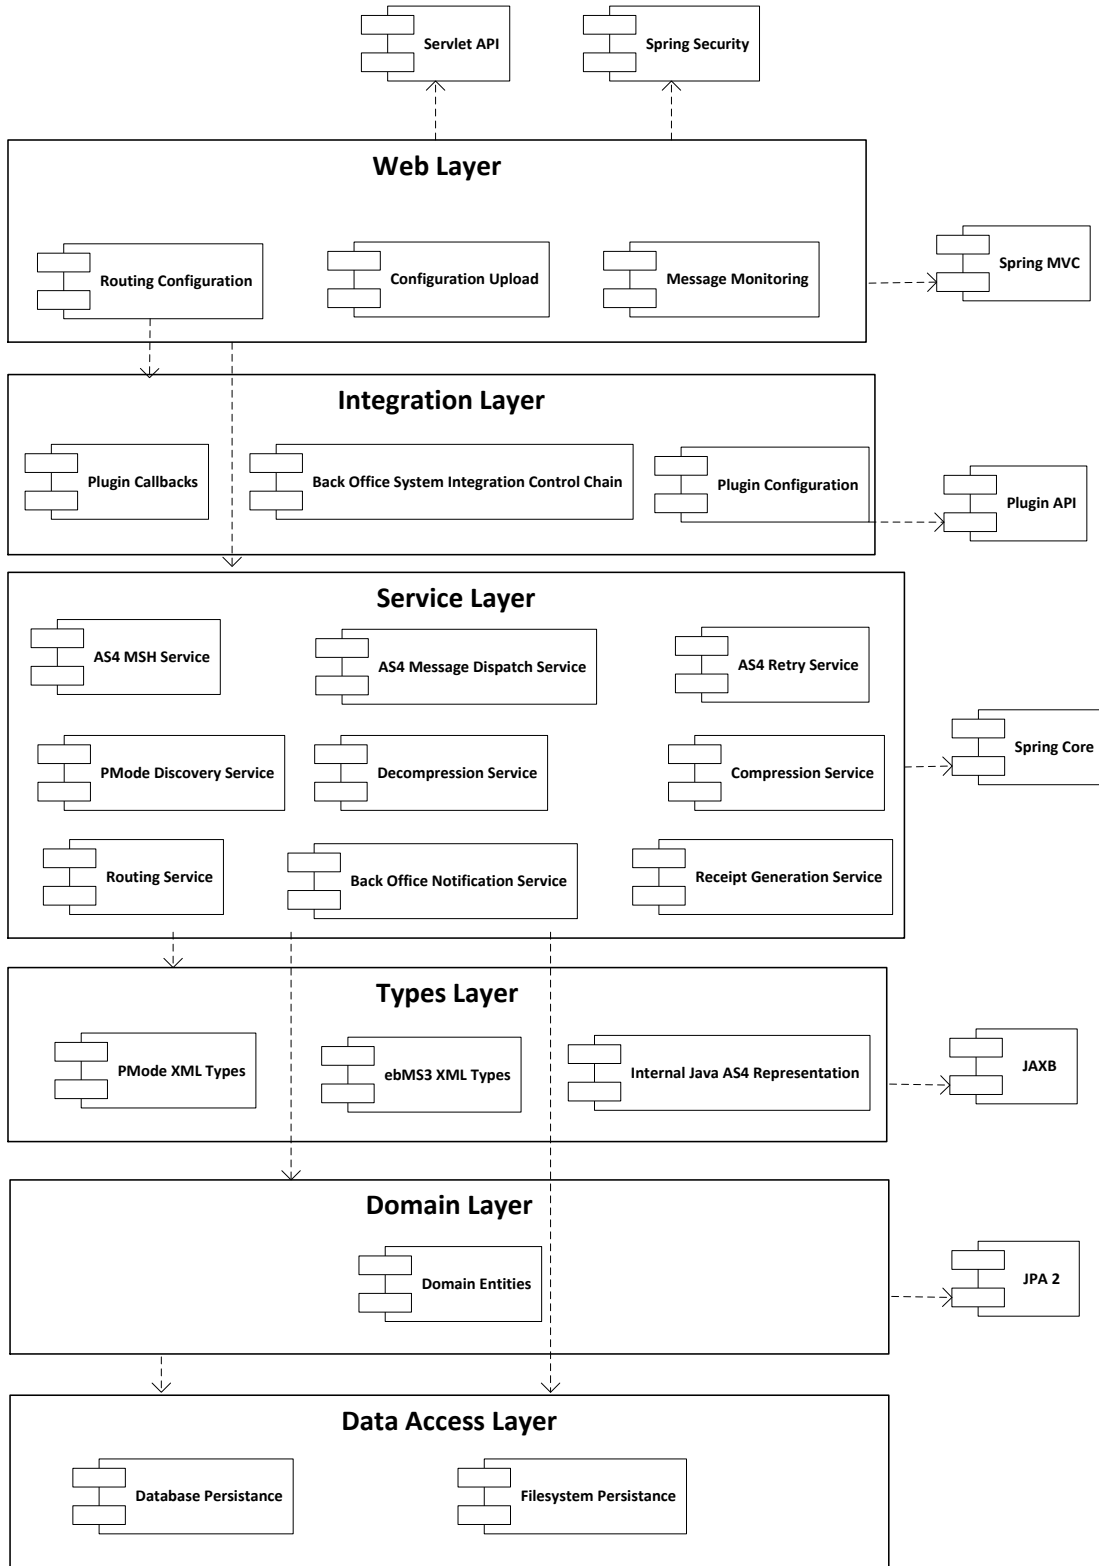 Servlet API
Spring Security
Web Layer
Routing Configuration
Configuration Upload
Message Monitoring
Spring MVC
Integration Layer
Plugin Callbacks
Back Office System Integration Control Chain
Plugin Configuration
Plugin API
Service Layer
AS4 MSH Service
AS4 Message Dispatch Service
AS4 Retry Service
PMode Discovery Service
Decompression Service
Compression Service
Spring Core
Routing Service
Back Office Notification Service
Receipt Generation Service
Types Layer
PMode XML Types
ebMS3 XML Types
Internal Java AS4 Representation
JAXB
Domain Layer
Domain Entities
JPA 2
Data Access Layer
Database Persistance
Filesystem Persistance